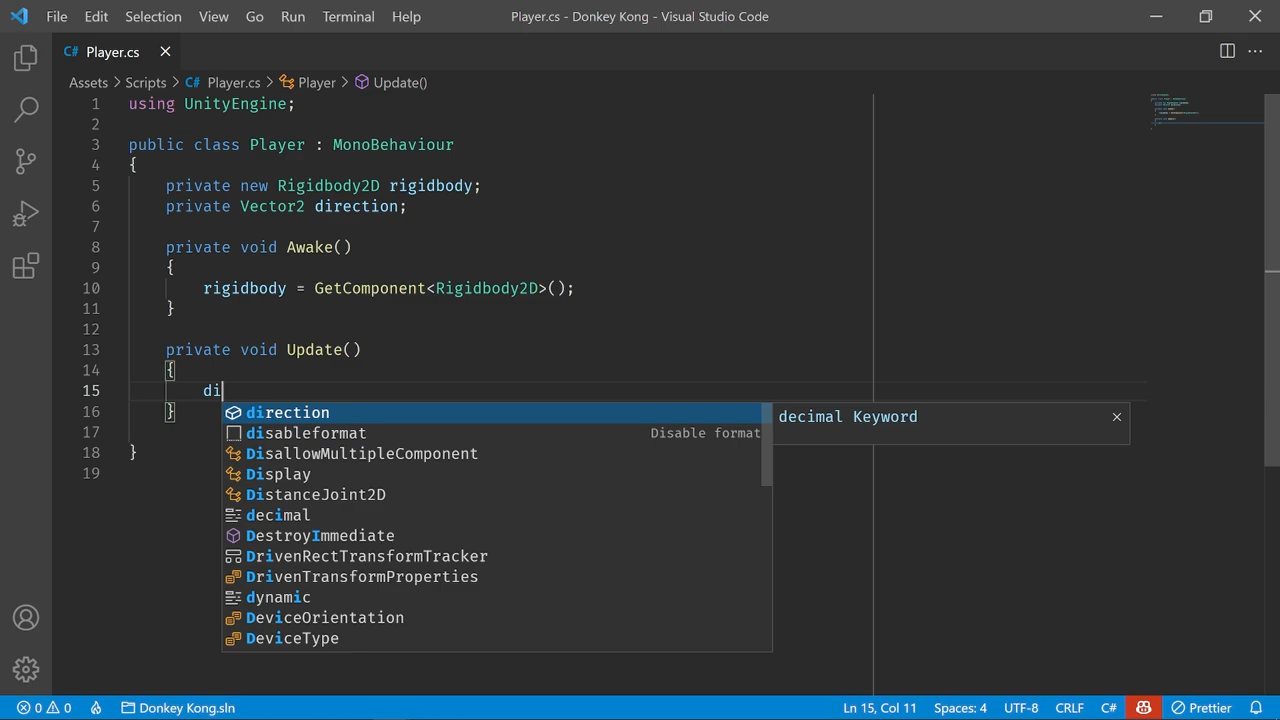 File Edit Selection View Go Run Terminal Help Player.cs - Donkey Kong - Visual Studio Code
C# Player.cs
Assets > Scripts > C# Player.cs > Player > Update()
1 using UnityEngine;
2
3 public class Player : MonoBehaviour
4 {
5 private new Rigidbody2D rigidbody;
6 private Vector2 direction;
7
8 private void Awake()
9 {
10 rigidbody = GetComponent<Rigidbody2D>();
11 }
12
13 private void Update()
14 {
15 di
16 }
17
18 }
19
direction
disableformat Disable format
DisallowMultipleComponent
Display
DistanceJoint2D
decimal
DestroyImmediate
DrivenRectTransformTracker
DrivenTransformProperties
dynamic
DeviceOrientation
DeviceType
decimal Keyword
0 0 Donkey Kong.sln Ln 15, Col 11 Spaces: 4 UTF-8 CRLF C# Prettier